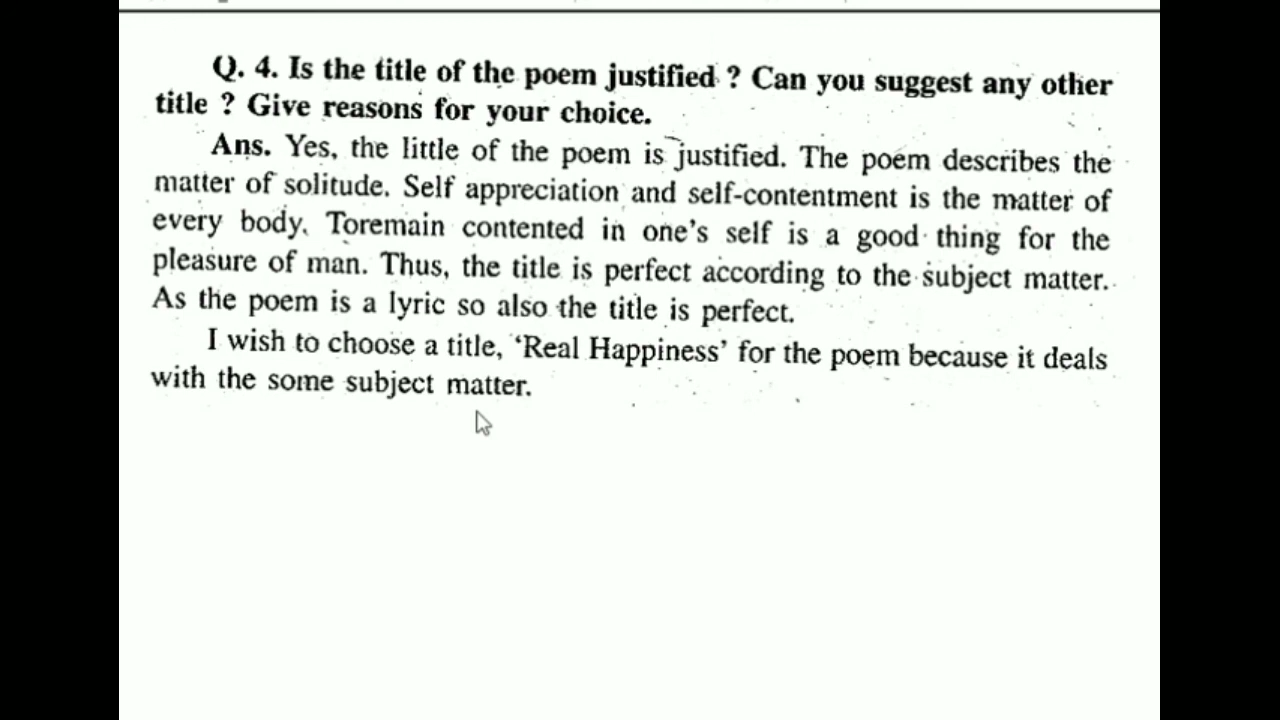 Q. 4. Is the title of the poem justified ? Can you suggest any other
title ? Give reasons for your choice.
Ans. Yes, the little of the poem is justified. The poem describes the
matter of solitude. Self appreciation and self-contentment is the matter of
every body. Toremain contented in one's self is a good thing for the
pleasure of man. Thus, the title is perfect according to the subject matter.
As the poem is a lyric so also the title is perfect.
I wish to choose a title, 'Real Happiness' for the poem because it deals
with the some subject matter.